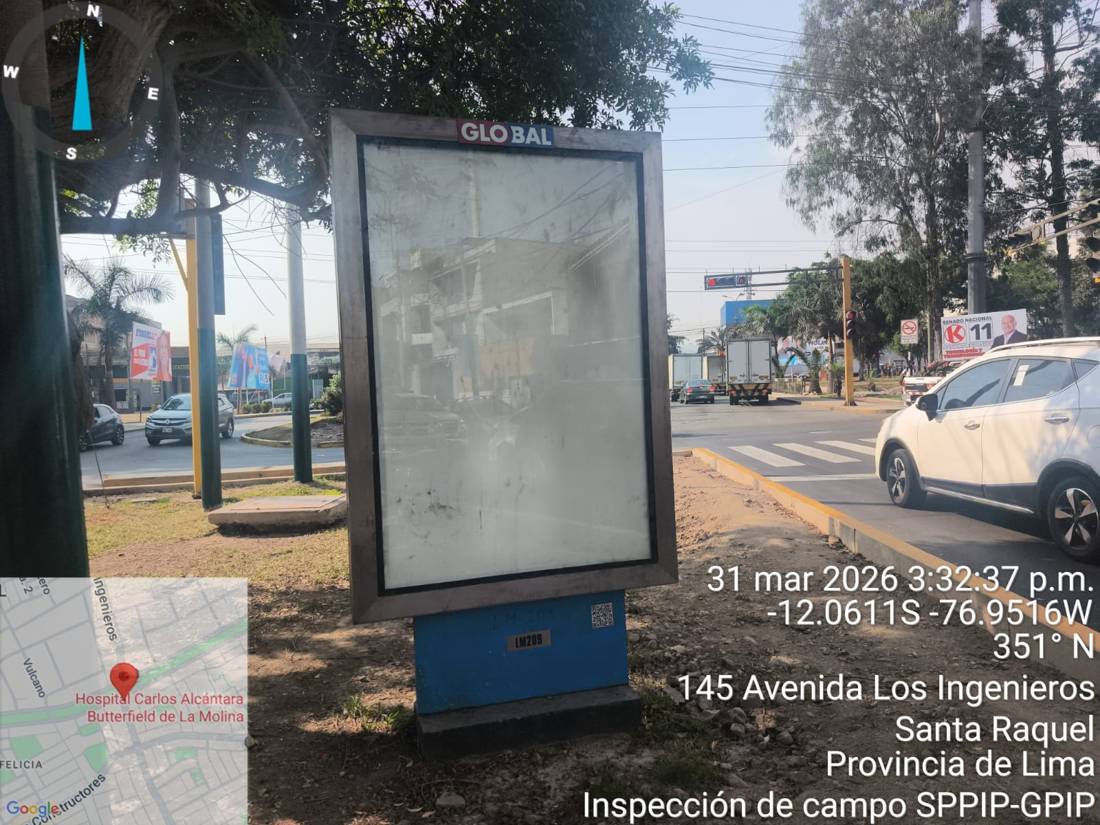 N
W
E
S
GLOBAL
SENADO NACIONAL
K 11
LM209
31 mar 2026 3:32:37 p.m.
-12.0611S -76.9516W
351° N
145 Avenida Los Ingenieros
Santa Raquel
Provincia de Lima
Inspección de campo SPPIP-GPIP
Ingenieros
Vulcano
Hospital Carlos Alcántara
Butterfield de La Molina
FELICIA
Constructores
Google